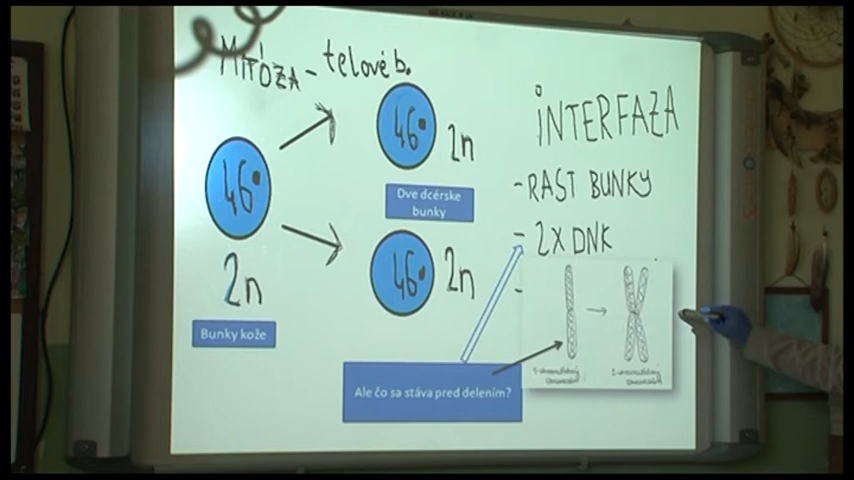 MITÓZA - telové b.
46
2n
Bunky kože
46
2n
Dve dcérske
bunky
46
2n
Ale čo sa stáva pred delením?
INTERFAZA
- RAST BUNKY
- 2X DNK
-